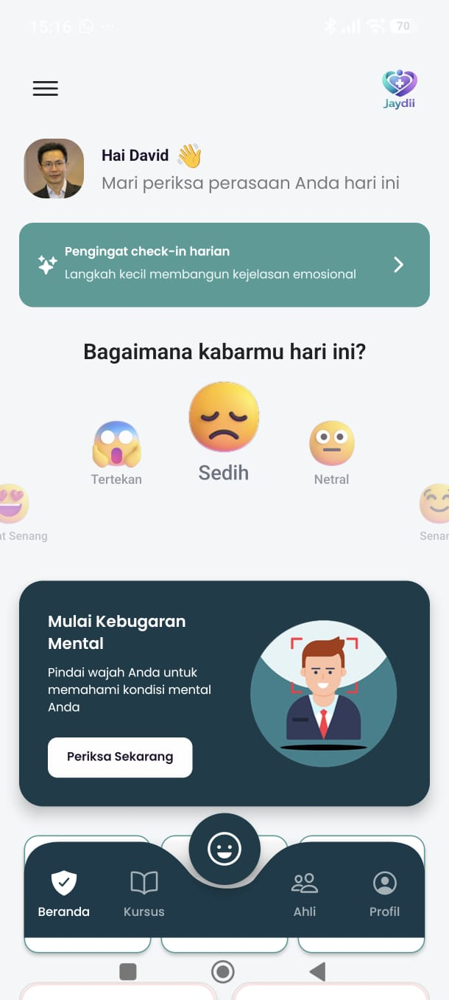 15:16
70
Jaydii
Hai David 👋
Mari periksa perasaan Anda hari ini
Pengingat check-in harian
Langkah kecil membangun kejelasan emosional
Bagaimana kabarmu hari ini?
Tertekan
Sedih
Netral
at Senang
Senan
Mulai Kebugaran
Mental
Pindai wajah Anda untuk
memahami kondisi mental
Anda
Periksa Sekarang
Beranda
Kursus
Ahli
Profil